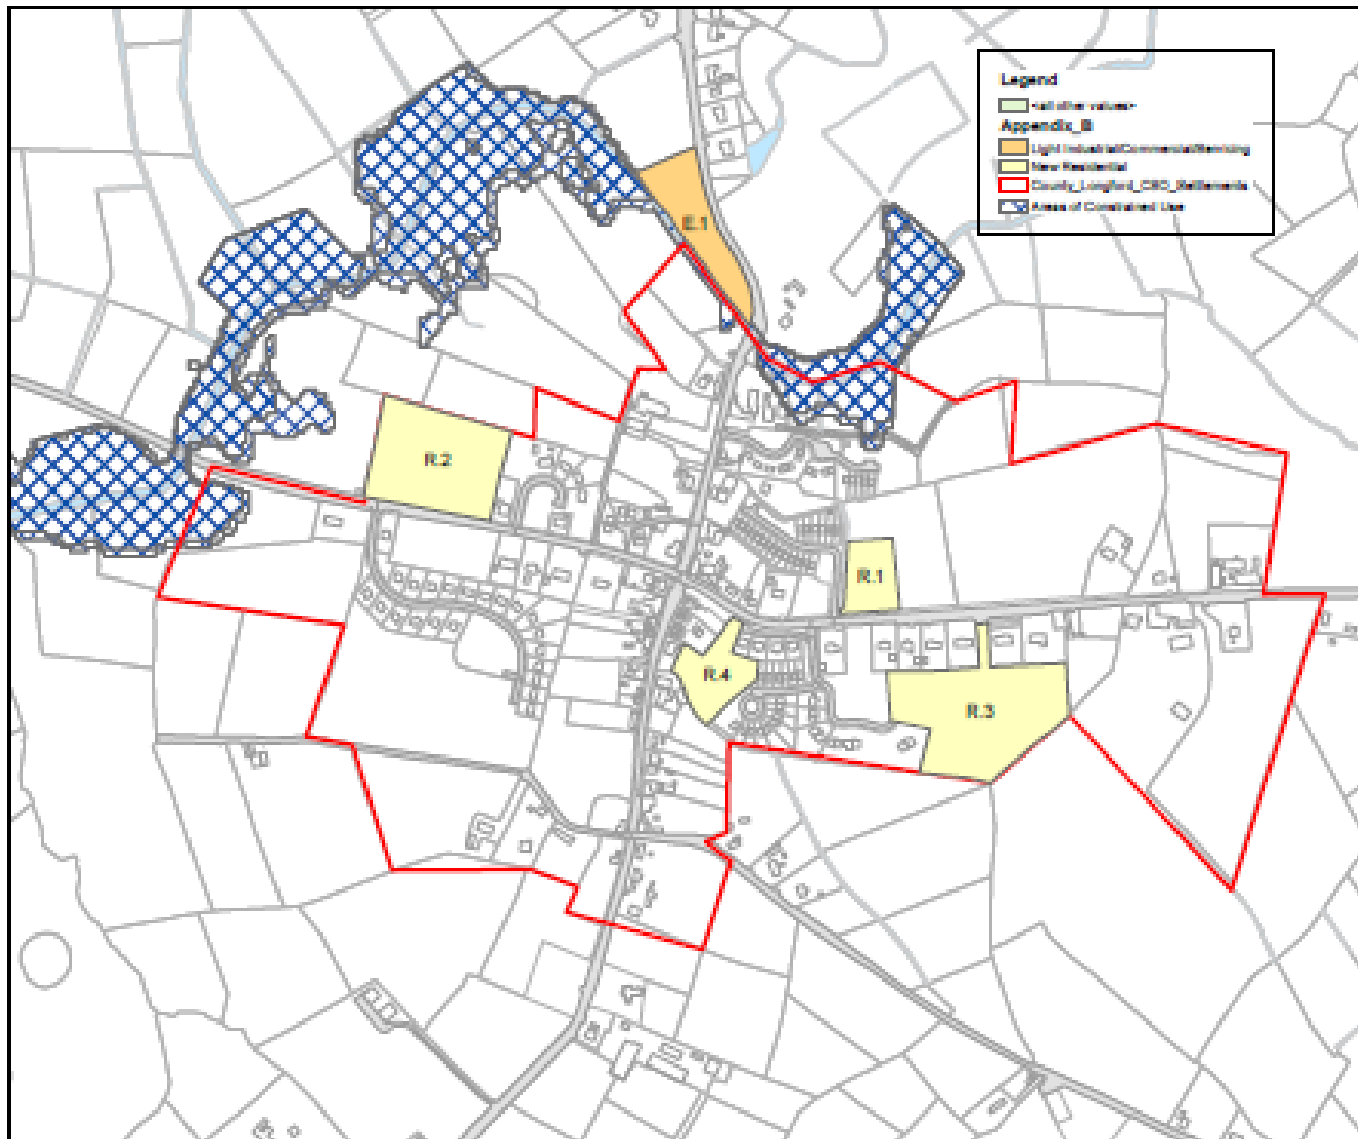 Legend
<all other values>
Appendix_B
Light Industrial/Commercial/Servicing
New Residential
County_Longford_CSO_Settlements
Areas of Constrained Use
E.1
R.2
R.1
R.4
R.3